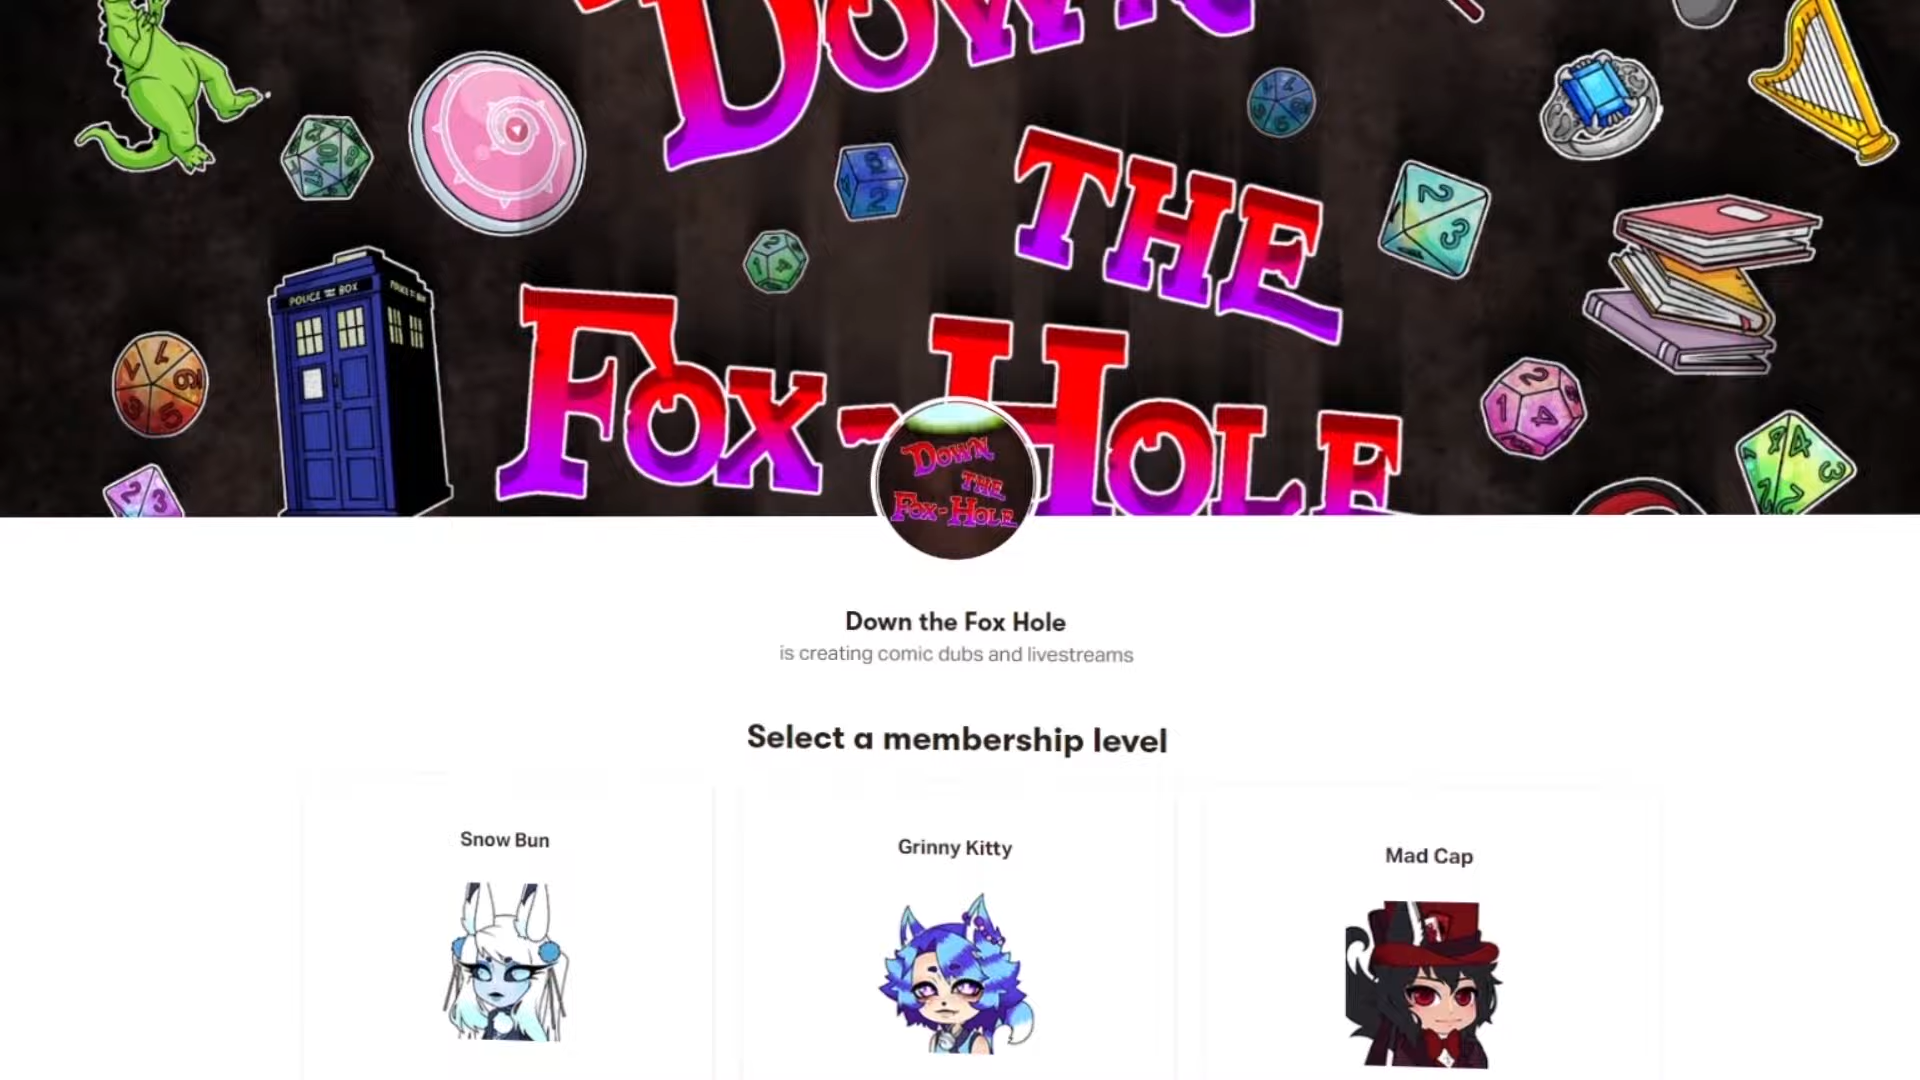 DOWN
THE
FOX-HOLE
POLICE BOX
DOWN
THE
FOX-HOLE
Down the Fox Hole
is creating comic dubs and livestreams
Select a membership level
Snow Bun
Grinny Kitty
Mad Cap